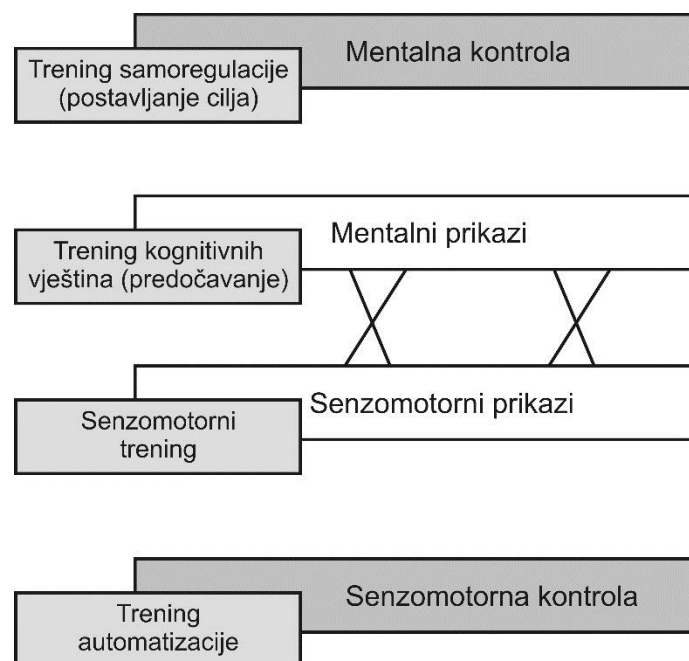 Mentalna kontrola
Trening samoregulacije
(postavljanje cilja)
Mentalni prikazi
Trening kognitivnih
vještina (predočavanje)
Senzomotorni prikazi
Senzomotorni
trening
Senzomotorna kontrola
Trening
automatizacije